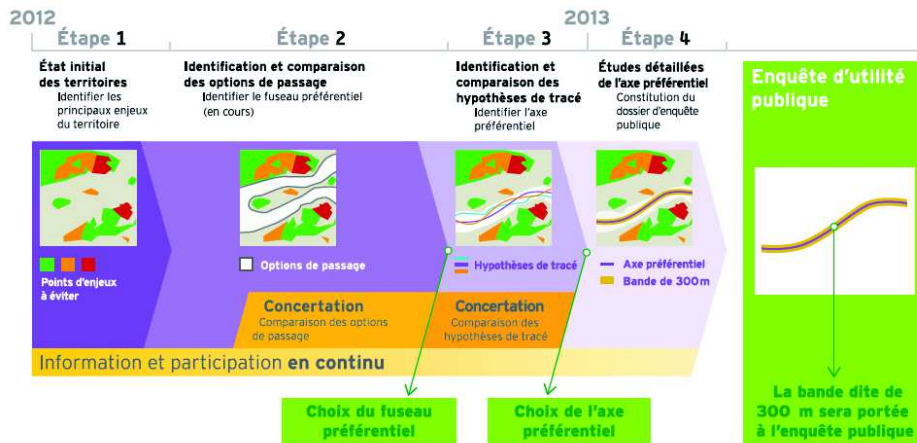 2012
2013
Étape 1
Étape 2
Étape 3
Étape 4
État initial
des territoires
Identifier les
principaux enjeux
du territoire
Identification et comparaison
des options de passage
Identifier le fuseau préférentiel
(en cours)
Identification et
comparaison des
hypothèses de tracé
Identifier l'axe
préférentiel
Études détaillées
de l'axe préférentiel
Constitution du
dossier d'enquête
publique
Enquête d'utilité
publique
Points d'enjeux
à éviter
Options de passage
Hypothèses de tracé
Axe préférentiel
Bande de 300 m
Concertation
Comparaison des options
de passage
Concertation
Comparaison des
hypothèses de tracé
Information et participation en continu
Choix du fuseau
préférentiel
Choix de l'axe
préférentiel
La bande dite de
300 m sera portée
à l'enquête publique